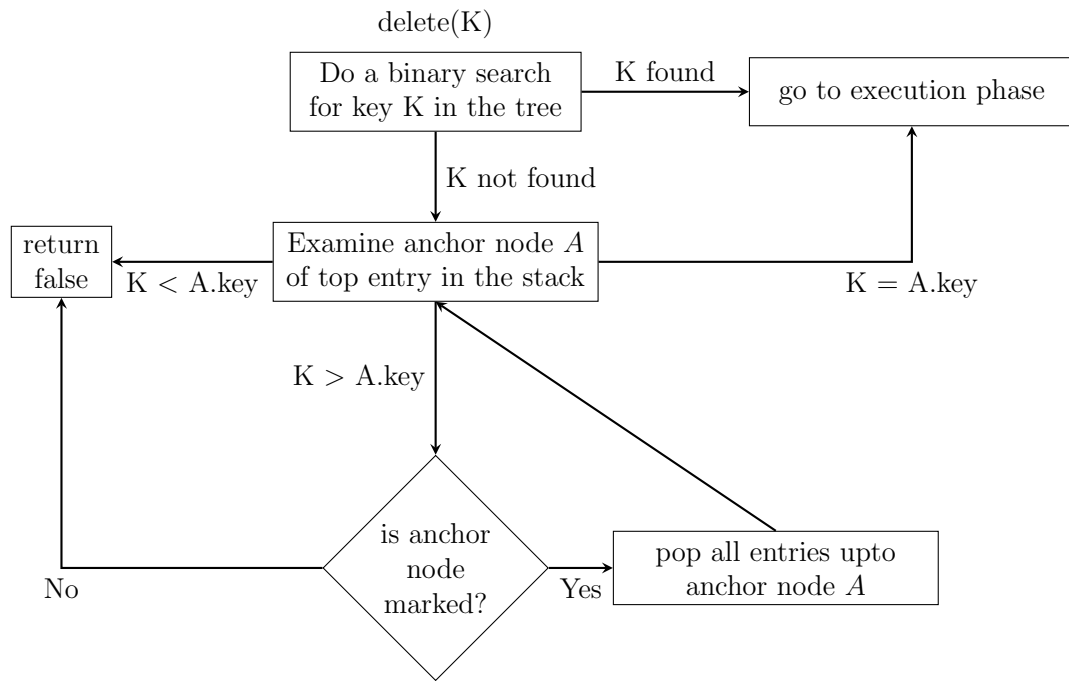 delete(K)
Do a binary search
for key K in the tree
K found
go to execution phase
K not found
return
false
K < A.key
Examine anchor node A
of top entry in the stack
K = A.key
K > A.key
is anchor
node
marked?
No
Yes
pop all entries upto
anchor node A